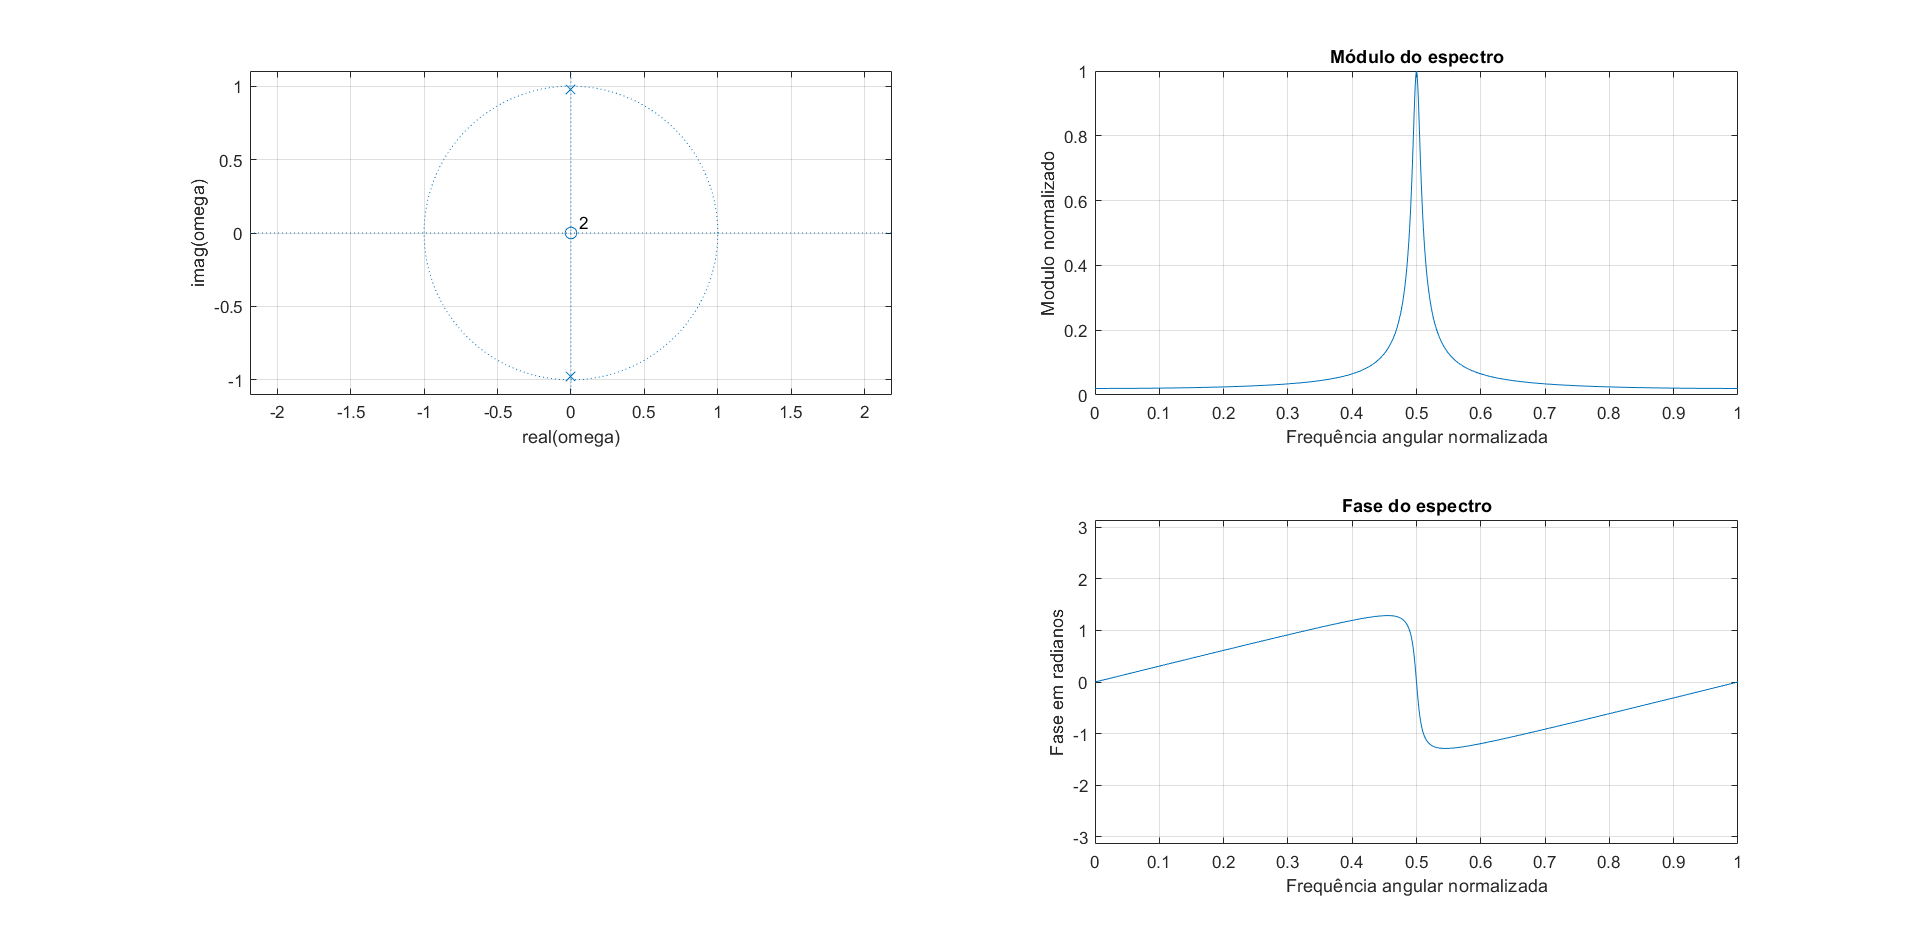 1
0.5
0
-0.5
-1
imag(omega)
2
-2 -1.5 -1 -0.5 0 0.5 1 1.5 2
real(omega)
Módulo do espectro
1
0.8
0.6
0.4
0.2
0
Modulo normalizado
0 0.1 0.2 0.3 0.4 0.5 0.6 0.7 0.8 0.9 1
Frequência angular normalizada
Fase do espectro
3
2
1
0
-1
-2
-3
Fase em radianos
0 0.1 0.2 0.3 0.4 0.5 0.6 0.7 0.8 0.9 1
Frequência angular normalizada